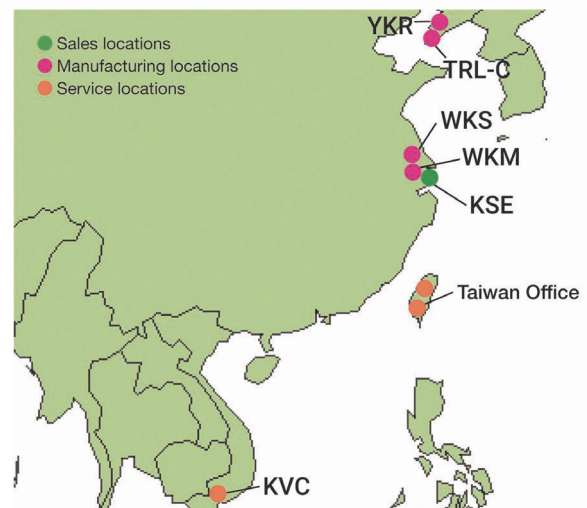 YKR
Sales locations
Manufacturing locations
Service locations
TRL-C
WKS
WKM
KSE
Taiwan Office
KVC